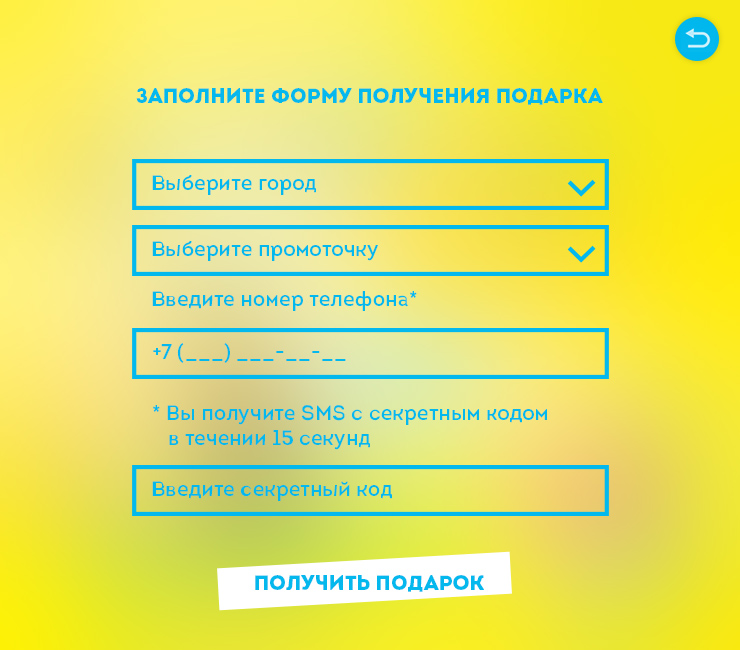 ЗАПОЛНИТЕ ФОРМУ ПОЛУЧЕНИЯ ПОДАРКА
Выберите город
Выберите промоточку
Введите номер телефона*
+7 (___) ___-__-__
* Вы получите SMS с секретным кодом
в течении 15 секунд
Введите секретный код
ПОЛУЧИТЬ ПОДАРОК